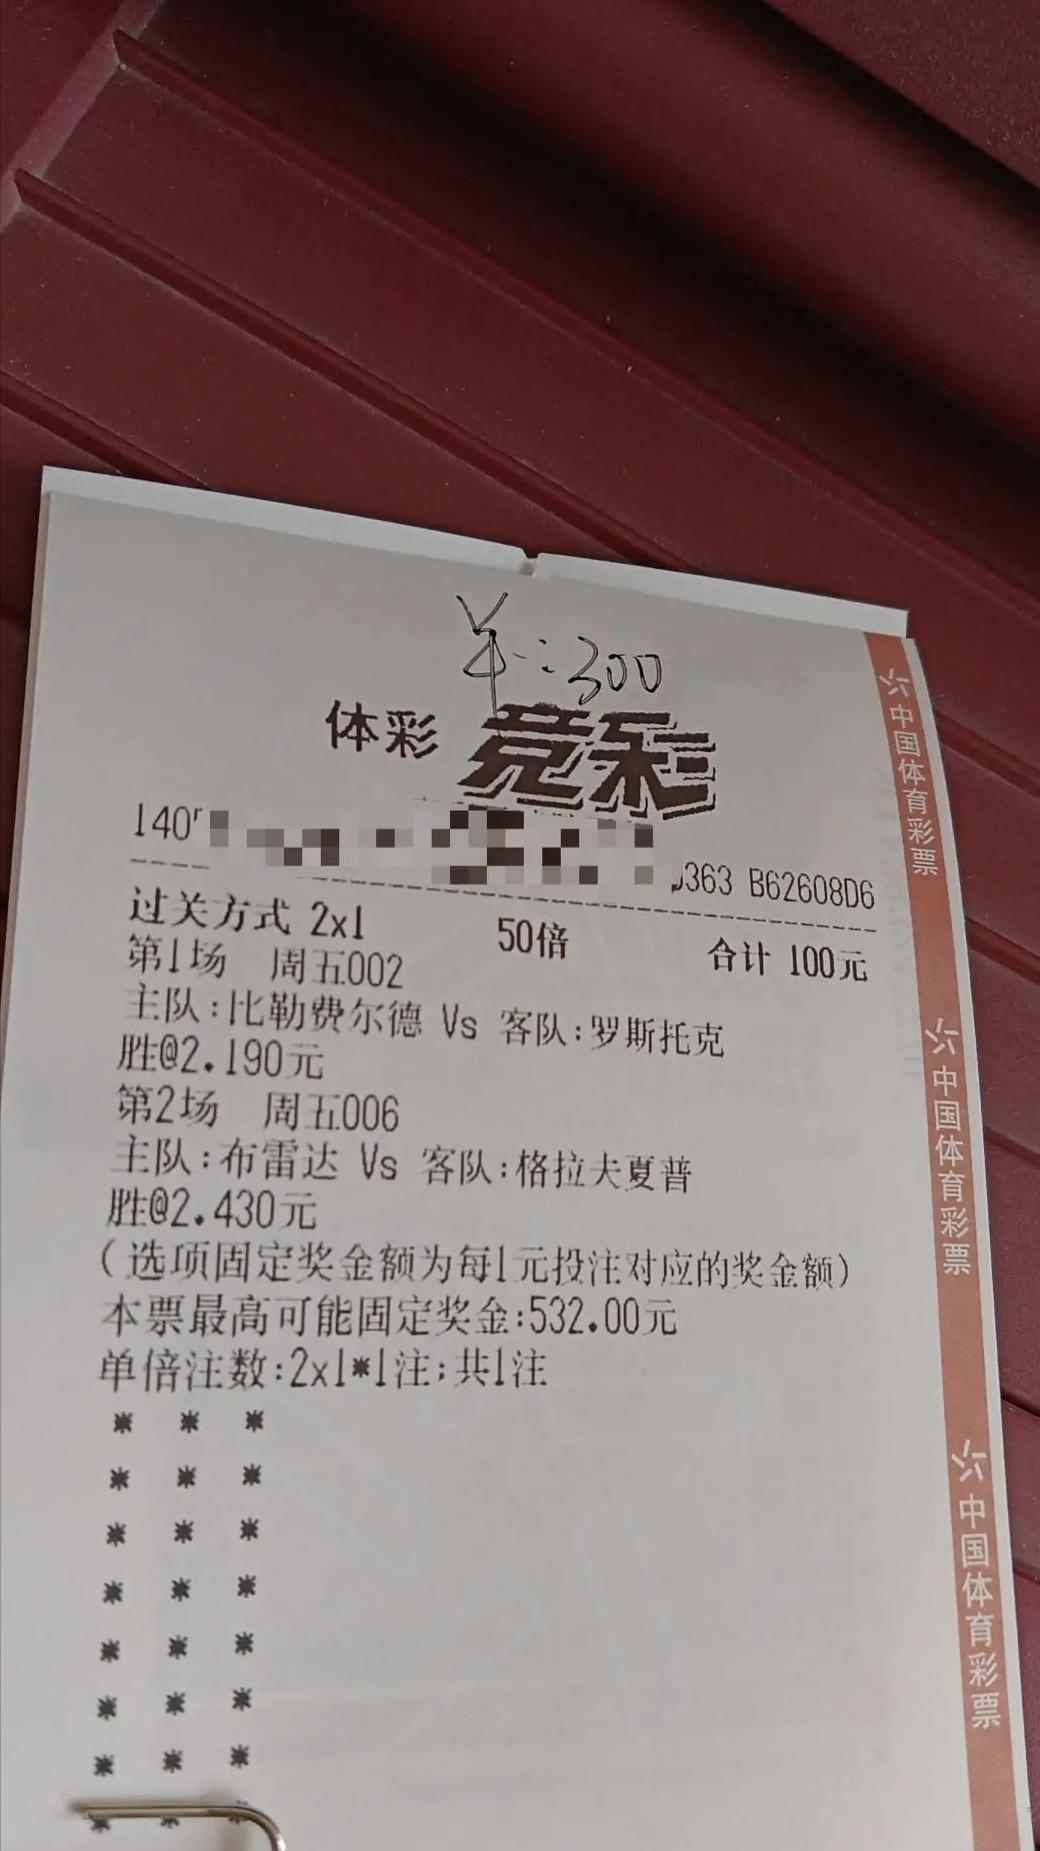 ¥:300
体彩 竞彩
140
363 B62608D6
过关方式 2x1 50倍 合计 100元
第1场 周五002
主队:比勒费尔德 Vs 客队:罗斯托克
胜@2.190元
第2场 周五006
主队:布雷达 Vs 客队:格拉夫夏普
胜@2.430元
(选项固定奖金额为每1元投注对应的奖金额)
本票最高可能固定奖金:532.00元
单倍注数:2x1*1注;共1注
* * *
* * *
* * *
* * *
* * *
* * *
* * *
* * *
中国体育彩票
中国体育彩票
中国体育彩票